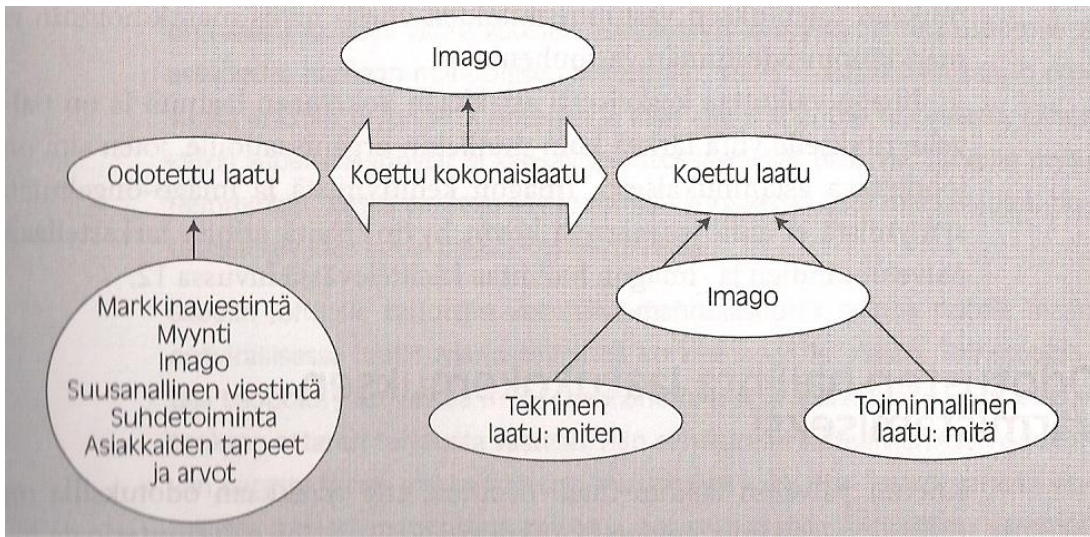 Imago
Odotettu laatu
Koettu kokonaislaatu
Koettu laatu
Markkinaviestintä
Myynti
Imago
Suusanallinen viestintä
Suhdetoiminta
Asiakkaiden tarpeet
ja arvot
Imago
Tekninen
laatu: miten
Toiminnallinen
laatu: mitä